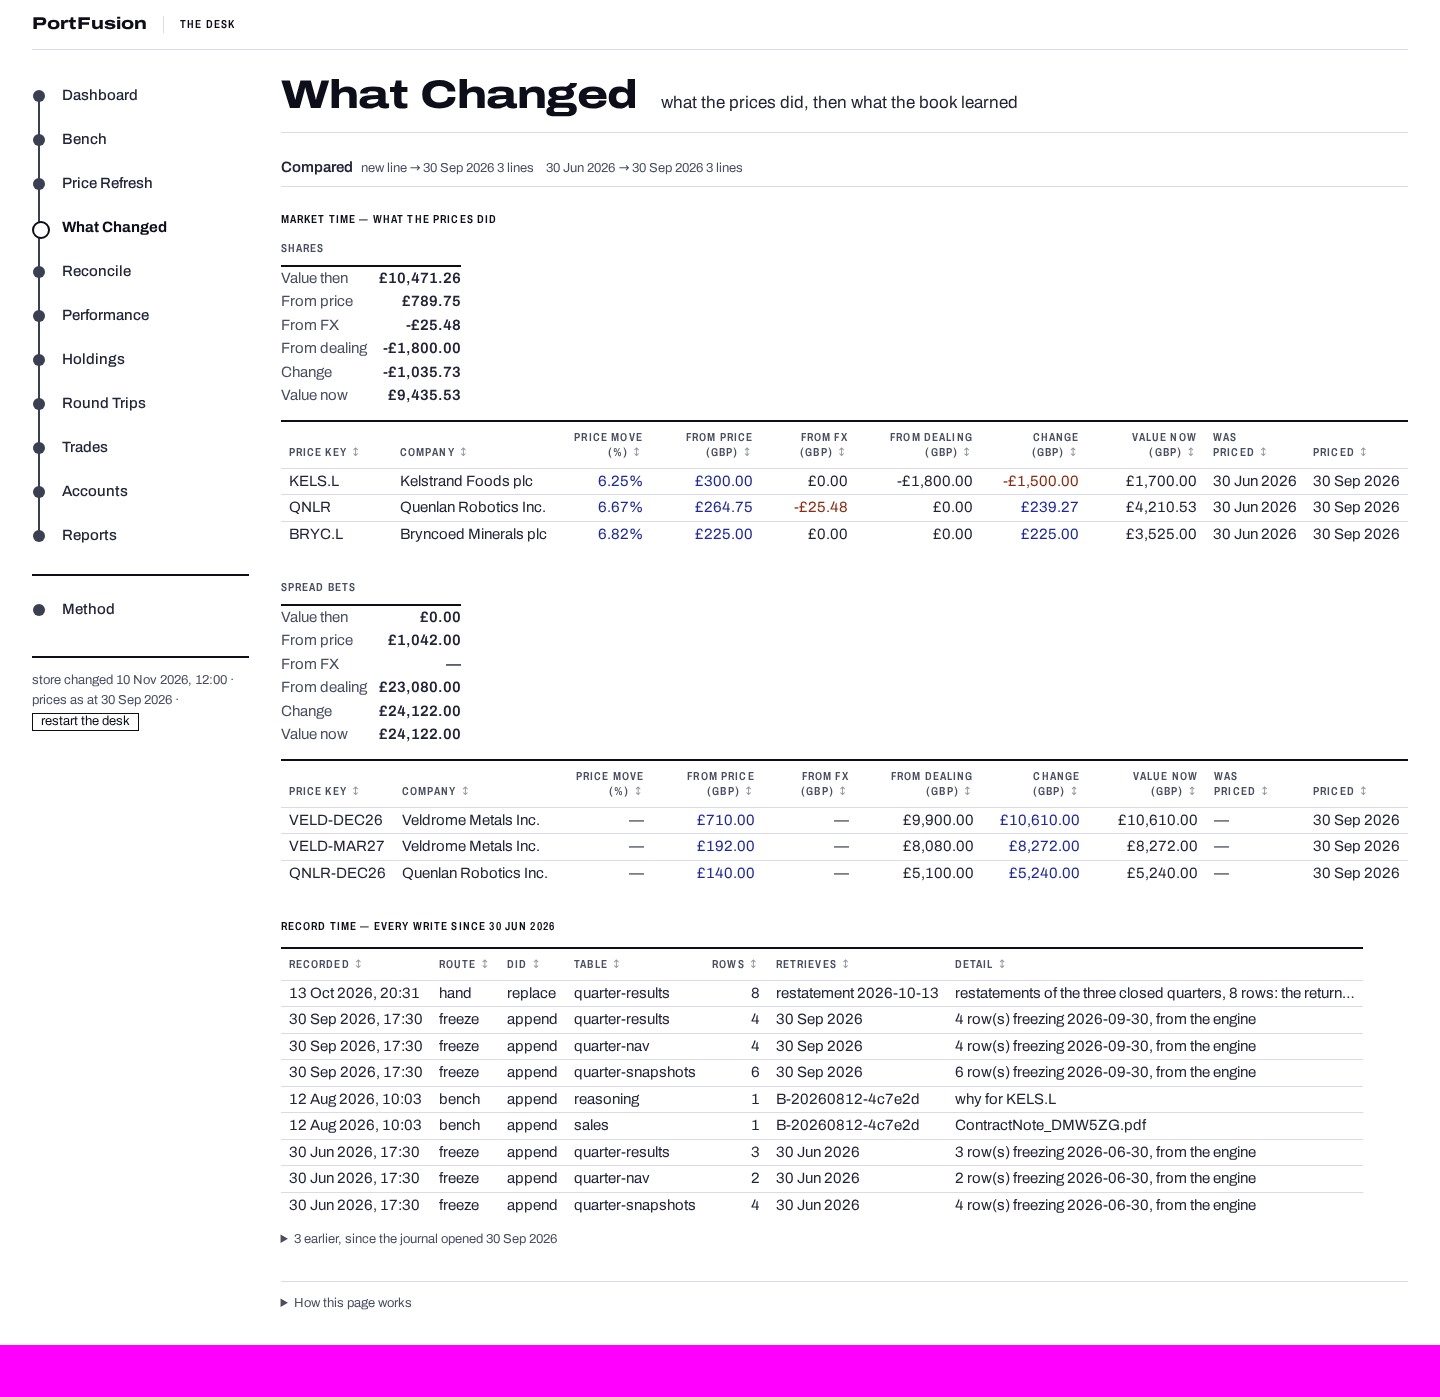 PortFusion THE DESK
Dashboard
Bench
Price Refresh
What Changed
Reconcile
Performance
Holdings
Round Trips
Trades
Accounts
Reports
Method
store changed 10 Nov 2026, 12:00 ·
prices as at 30 Sep 2026 ·
restart the desk
What Changed what the prices did, then what the book learned
Compared new line → 30 Sep 2026 3 lines 30 Jun 2026 → 30 Sep 2026 3 lines
MARKET TIME — WHAT THE PRICES DID
SHARES
Value then £10,471.26
From price £789.75
From FX -£25.48
From dealing -£1,800.00
Change -£1,035.73
Value now £9,435.53
PRICE KEY ↕ COMPANY ↕ PRICE MOVE (%) ↕ FROM PRICE (GBP) ↕ FROM FX (GBP) ↕ FROM DEALING (GBP) ↕ CHANGE (GBP) ↕ VALUE NOW (GBP) ↕ WAS PRICED ↕ PRICED ↕
KELS.L Kelstrand Foods plc 6.25% £300.00 £0.00 -£1,800.00 -£1,500.00 £1,700.00 30 Jun 2026 30 Sep 2026
QNLR Quenlan Robotics Inc. 6.67% £264.75 -£25.48 £0.00 £239.27 £4,210.53 30 Jun 2026 30 Sep 2026
BRYC.L Bryncoed Minerals plc 6.82% £225.00 £0.00 £0.00 £225.00 £3,525.00 30 Jun 2026 30 Sep 2026
SPREAD BETS
Value then £0.00
From price £1,042.00
From FX —
From dealing £23,080.00
Change £24,122.00
Value now £24,122.00
PRICE KEY ↕ COMPANY ↕ PRICE MOVE (%) ↕ FROM PRICE (GBP) ↕ FROM FX (GBP) ↕ FROM DEALING (GBP) ↕ CHANGE (GBP) ↕ VALUE NOW (GBP) ↕ WAS PRICED ↕ PRICED ↕
VELD-DEC26 Veldrome Metals Inc. — £710.00 — £9,900.00 £10,610.00 £10,610.00 — 30 Sep 2026
VELD-MAR27 Veldrome Metals Inc. — £192.00 — £8,080.00 £8,272.00 £8,272.00 — 30 Sep 2026
QNLR-DEC26 Quenlan Robotics Inc. — £140.00 — £5,100.00 £5,240.00 £5,240.00 — 30 Sep 2026
RECORD TIME — EVERY WRITE SINCE 30 JUN 2026
RECORDED ↕ ROUTE ↕ DID ↕ TABLE ↕ ROWS ↕ RETRIEVES ↕ DETAIL ↕
13 Oct 2026, 20:31 hand replace quarter-results 8 restatement 2026-10-13 restatements of the three closed quarters, 8 rows: the return…
30 Sep 2026, 17:30 freeze append quarter-results 4 30 Sep 2026 4 row(s) freezing 2026-09-30, from the engine
30 Sep 2026, 17:30 freeze append quarter-nav 4 30 Sep 2026 4 row(s) freezing 2026-09-30, from the engine
30 Sep 2026, 17:30 freeze append quarter-snapshots 6 30 Sep 2026 6 row(s) freezing 2026-09-30, from the engine
12 Aug 2026, 10:03 bench append reasoning 1 B-20260812-4c7e2d why for KELS.L
12 Aug 2026, 10:03 bench append sales 1 B-20260812-4c7e2d ContractNote_DMW5ZG.pdf
30 Jun 2026, 17:30 freeze append quarter-results 3 30 Jun 2026 3 row(s) freezing 2026-06-30, from the engine
30 Jun 2026, 17:30 freeze append quarter-nav 2 30 Jun 2026 2 row(s) freezing 2026-06-30, from the engine
30 Jun 2026, 17:30 freeze append quarter-snapshots 4 30 Jun 2026 4 row(s) freezing 2026-06-30, from the engine
▶ 3 earlier, since the journal opened 30 Sep 2026
▶ How this page works